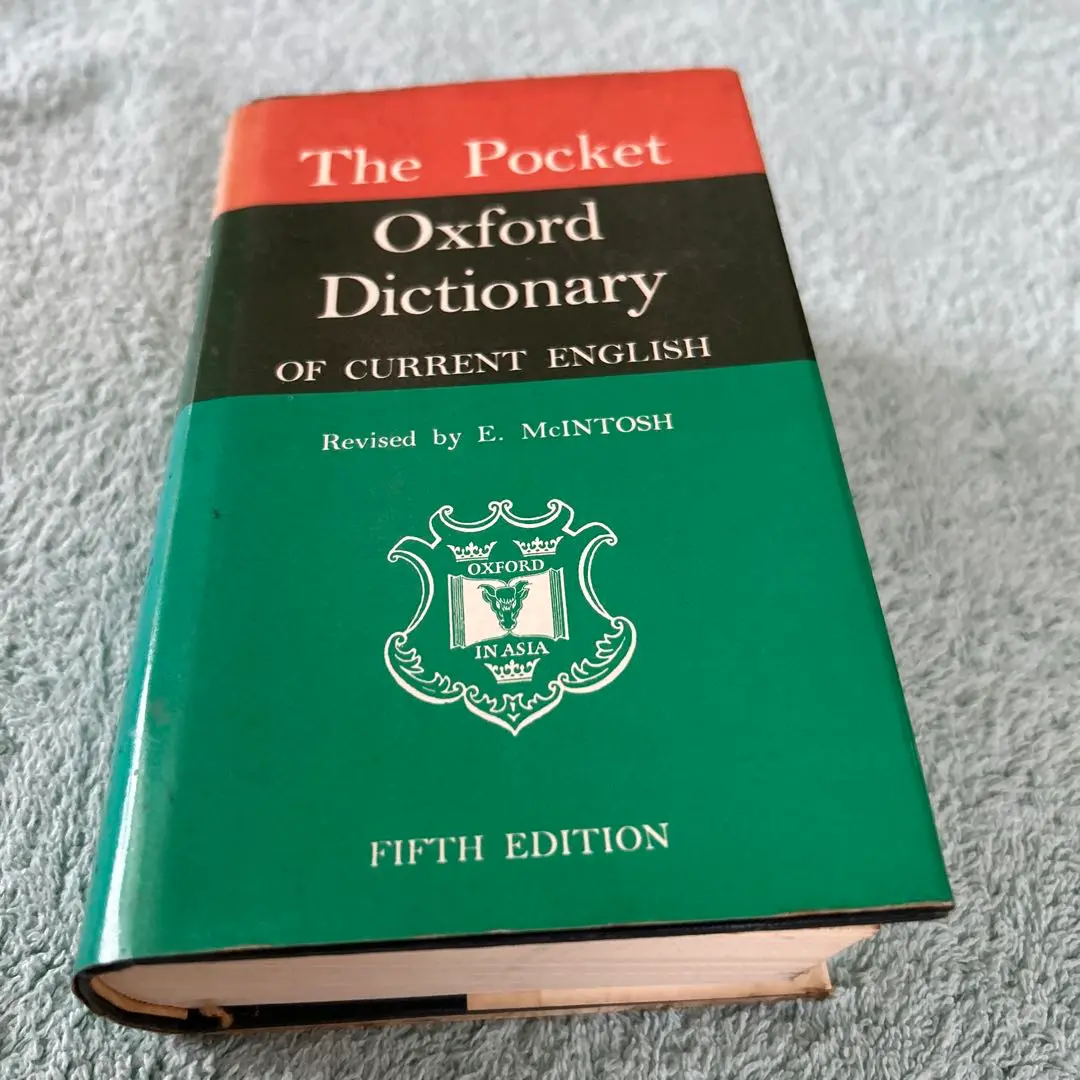 The Pocket
Oxford
Dictionary
OF CURRENT ENGLISH
Revised by E. McINTOSH
OXFORD
IN ASIA
FIFTH EDITION